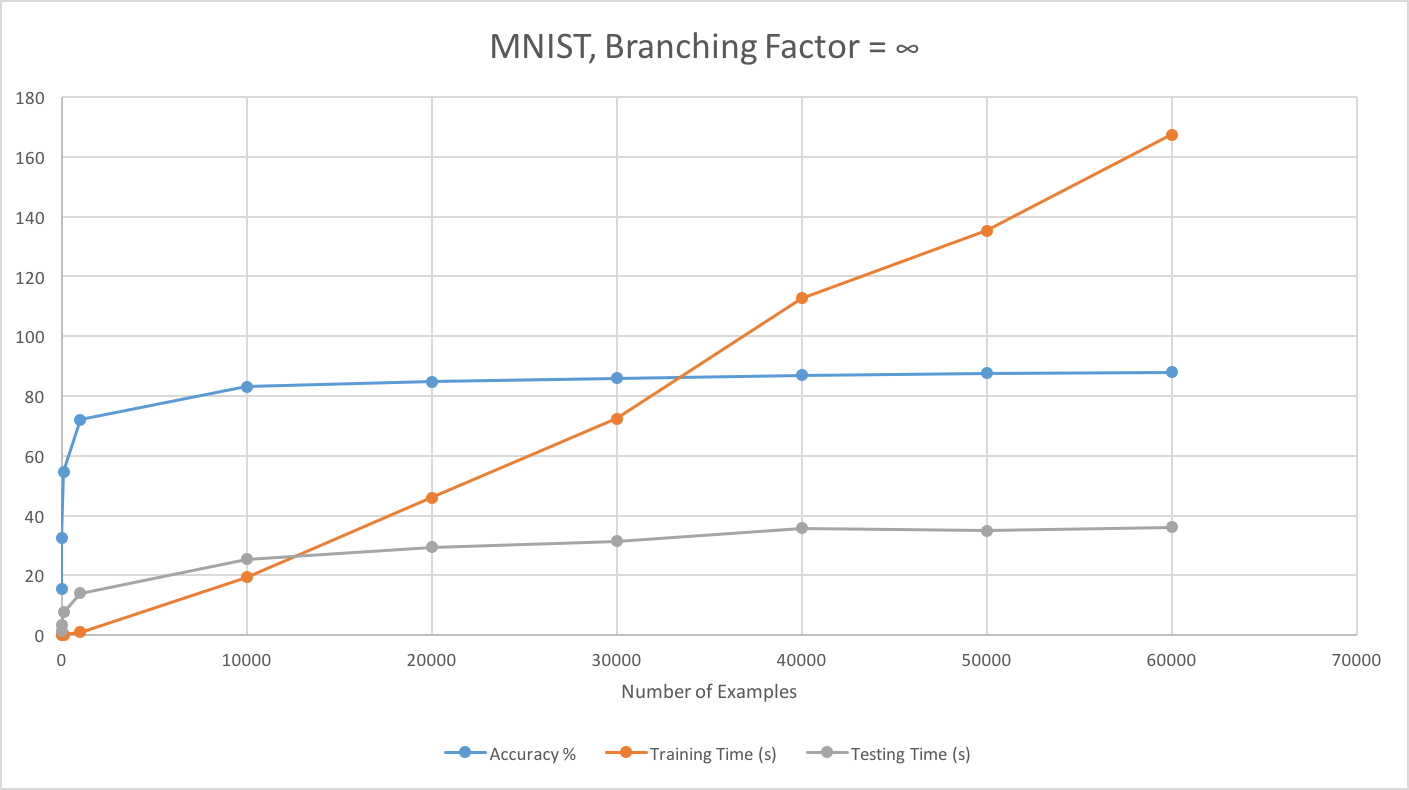 MNIST, Branching Factor = ∞
180
160
140
120
100
80
60
40
20
0
0 10000 20000 30000 40000 50000 60000 70000
Number of Examples
Accuracy % Training Time (s) Testing Time (s)